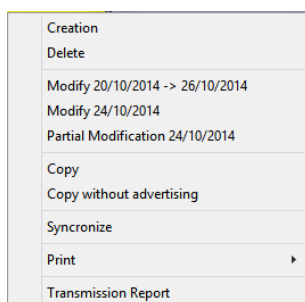 Creation
Delete
Modify 20/10/2014 -> 26/10/2014
Modify 24/10/2014
Partial Modification 24/10/2014
Copy
Copy without advertising
Syncronize
Print
Transmission Report